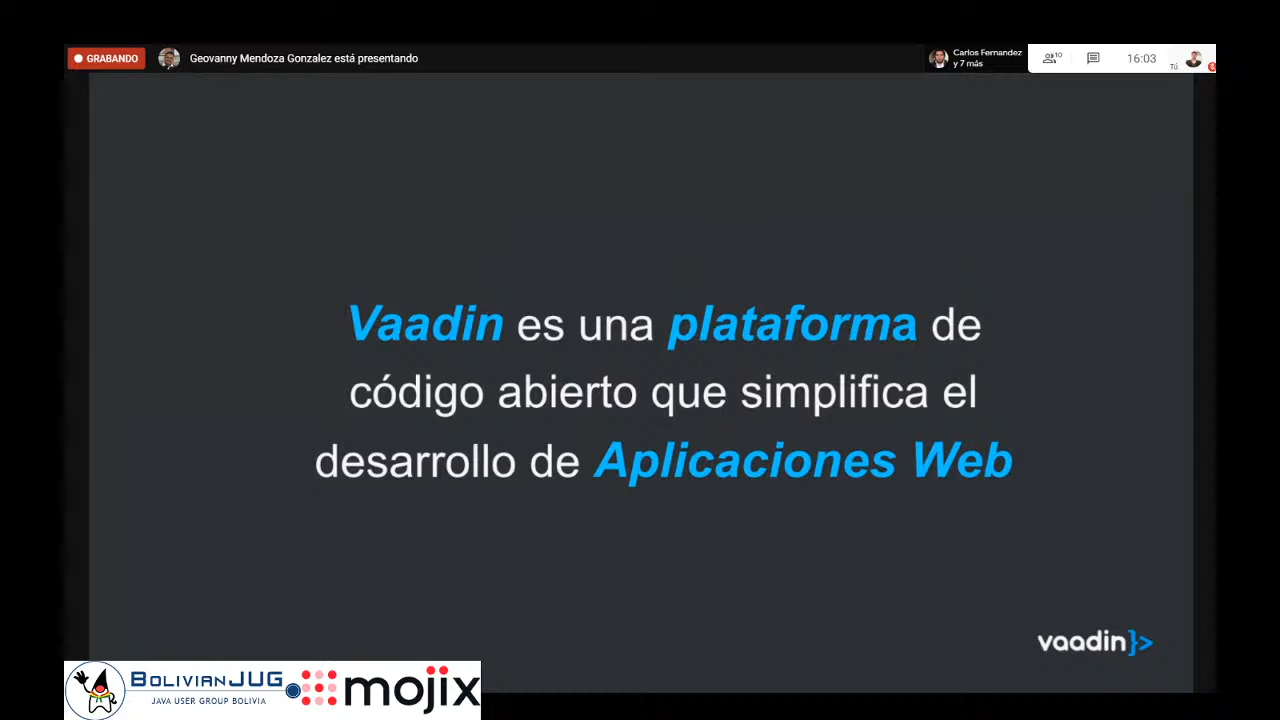 GRABANDO
Geovanny Mendoza Gonzalez está presentando
Carlos Fernandez
y 7 más
10
16:03
Tú
Vaadin es una plataforma de
código abierto que simplifica el
desarrollo de Aplicaciones Web
vaadin}>
BOLIVIANJUG
JAVA USER GROUP BOLIVIA
mojix